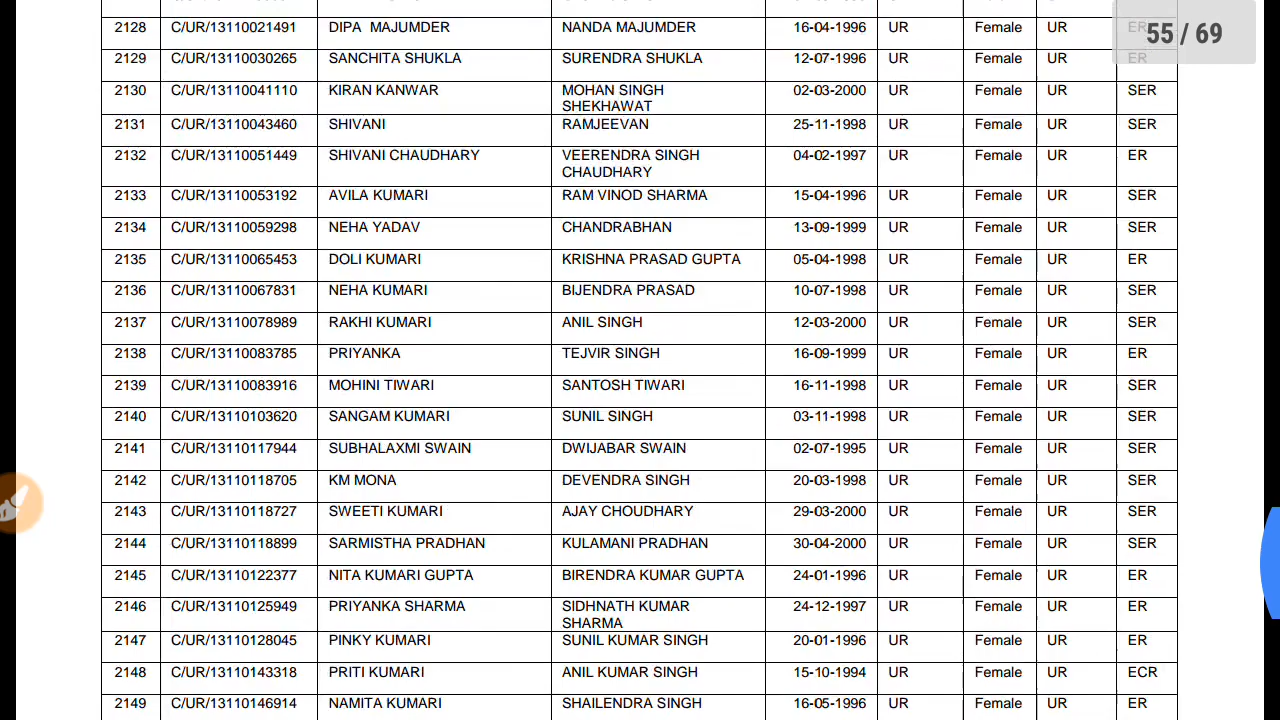 2128 C/UR/13110021491 DIPA MAJUMDER NANDA MAJUMDER 16-04-1996 UR Female UR ER
55 / 69
2129 C/UR/13110030265 SANCHITA SHUKLA SURENDRA SHUKLA 12-07-1996 UR Female UR ER
2130 C/UR/13110041110 KIRAN KANWAR MOHAN SINGH 02-03-2000 UR Female UR SER
SHEKHAWAT
2131 C/UR/13110043460 SHIVANI RAMJEEVAN 25-11-1998 UR Female UR SER
2132 C/UR/13110051449 SHIVANI CHAUDHARY VEERENDRA SINGH 04-02-1997 UR Female UR ER
CHAUDHARY
2133 C/UR/13110053192 AVILA KUMARI RAM VINOD SHARMA 15-04-1996 UR Female UR SER
2134 C/UR/13110059298 NEHA YADAV CHANDRABHAN 13-09-1999 UR Female UR SER
2135 C/UR/13110065453 DOLI KUMARI KRISHNA PRASAD GUPTA 05-04-1998 UR Female UR ER
2136 C/UR/13110067831 NEHA KUMARI BIJENDRA PRASAD 10-07-1998 UR Female UR SER
2137 C/UR/13110078989 RAKHI KUMARI ANIL SINGH 12-03-2000 UR Female UR SER
2138 C/UR/13110083785 PRIYANKA TEJVIR SINGH 16-09-1999 UR Female UR ER
2139 C/UR/13110083916 MOHINI TIWARI SANTOSH TIWARI 16-11-1998 UR Female UR SER
2140 C/UR/13110103620 SANGAM KUMARI SUNIL SINGH 03-11-1998 UR Female UR SER
2141 C/UR/13110117944 SUBHALAXMI SWAIN DWIJABAR SWAIN 02-07-1995 UR Female UR SER
2142 C/UR/13110118705 KM MONA DEVENDRA SINGH 20-03-1998 UR Female UR SER
2143 C/UR/13110118727 SWEETI KUMARI AJAY CHOUDHARY 29-03-2000 UR Female UR SER
2144 C/UR/13110118899 SARMISTHA PRADHAN KULAMANI PRADHAN 30-04-2000 UR Female UR SER
2145 C/UR/13110122377 NITA KUMARI GUPTA BIRENDRA KUMAR GUPTA 24-01-1996 UR Female UR ER
2146 C/UR/13110125949 PRIYANKA SHARMA SIDHNATH KUMAR 24-12-1997 UR Female UR ER
SHARMA
2147 C/UR/13110128045 PINKY KUMARI SUNIL KUMAR SINGH 20-01-1996 UR Female UR ER
2148 C/UR/13110143318 PRITI KUMARI ANIL KUMAR SINGH 15-10-1994 UR Female UR ECR
2149 C/UR/13110146914 NAMITA KUMARI SHAILENDRA SINGH 16-05-1996 UR Female UR ER